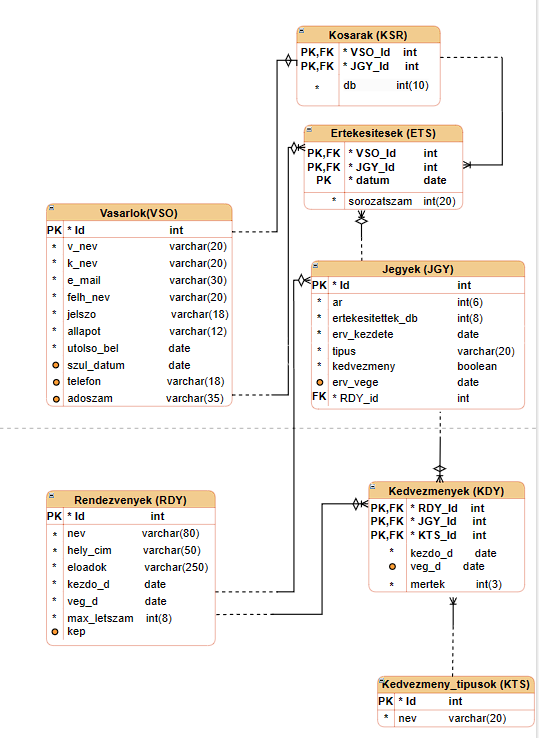 Kosarak (KSR)
PK,FK * VSO_Id int
PK,FK * JGY_Id int
* db int(10)
Ertekesitesek (ETS)
PK,FK * VSO_Id int
PK,FK * JGY_Id int
PK * datum date
* sorozatszam int(20)
Vasarlok(VSO)
PK * Id int
* v_nev varchar(20)
* k_nev varchar(20)
* e_mail varchar(30)
* felh_nev varchar(20)
* jelszo varchar(18)
* allapot varchar(12)
* utolso_bel date
szul_datum date
telefon varchar(18)
adoszam varchar(35)
Jegyek (JGY)
PK * Id int
* ar int(6)
* ertekesitettek_db int(8)
* erv_kezdete date
* tipus varchar(20)
* kedvezmeny boolean
erv_vege date
FK * RDY_id int
Rendezvenyek (RDY)
PK * Id int
* nev varchar(80)
* hely_cim varchar(50)
* eloadok varchar(250)
* kezdo_d date
* veg_d date
* max_letszam int(8)
kep
Kedvezmenyek (KDY)
PK,FK * RDY_Id int
PK,FK * JGY_Id int
PK,FK * KTS_Id int
* kezdo_d date
veg_d date
* mertek int(3)
Kedvezmeny_tipusok (KTS)
PK * Id int
* nev varchar(20)